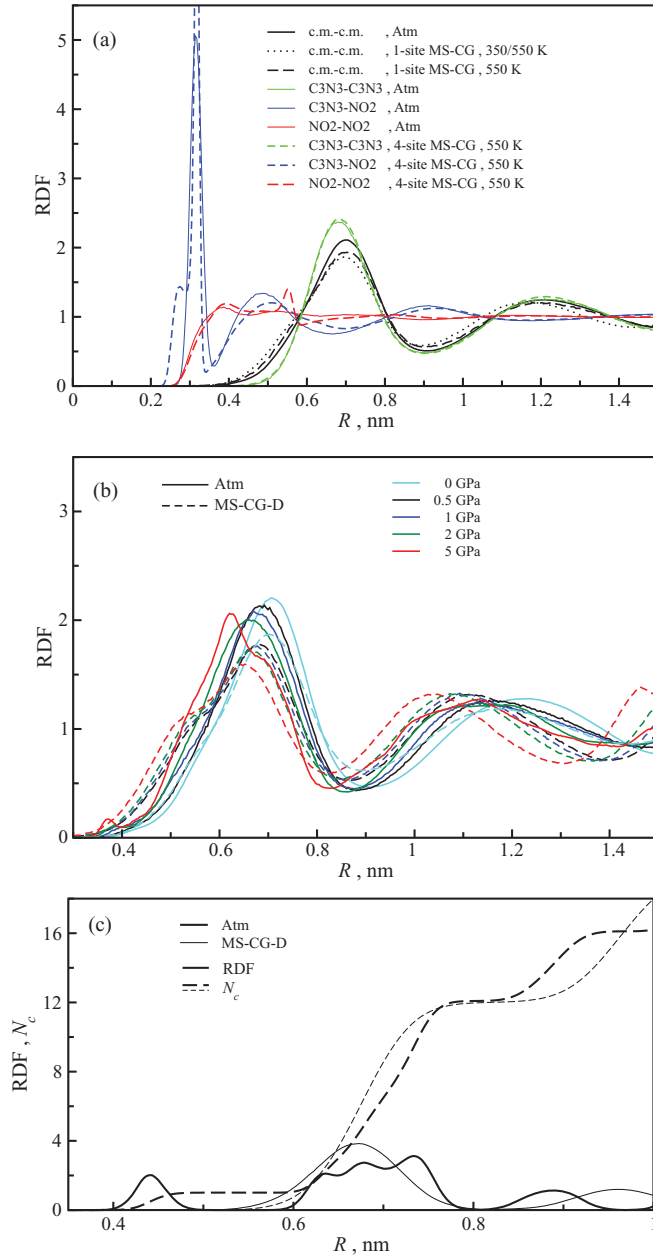 (a)
c.m.-c.m. , Atm
c.m.-c.m. , 1-site MS-CG , 350/550 K
c.m.-c.m. , 1-site MS-CG , 550 K
C3N3-C3N3 , Atm
C3N3-NO2 , Atm
NO2-NO2 , Atm
C3N3-C3N3 , 4-site MS-CG , 550 K
C3N3-NO2 , 4-site MS-CG , 550 K
NO2-NO2 , 4-site MS-CG , 550 K
5
4
3
2
1
0
RDF
0 0.2 0.4 0.6 0.8 1 1.2 1.4
R , nm
(b)
Atm
MS-CG-D
0 GPa
0.5 GPa
1 GPa
2 GPa
5 GPa
3
2
1
0
RDF
0.4 0.6 0.8 1 1.2 1.4
R , nm
(c)
Atm
MS-CG-D
RDF
N_c
16
12
8
4
0
RDF , N_c
0.4 0.6 0.8 1
R , nm